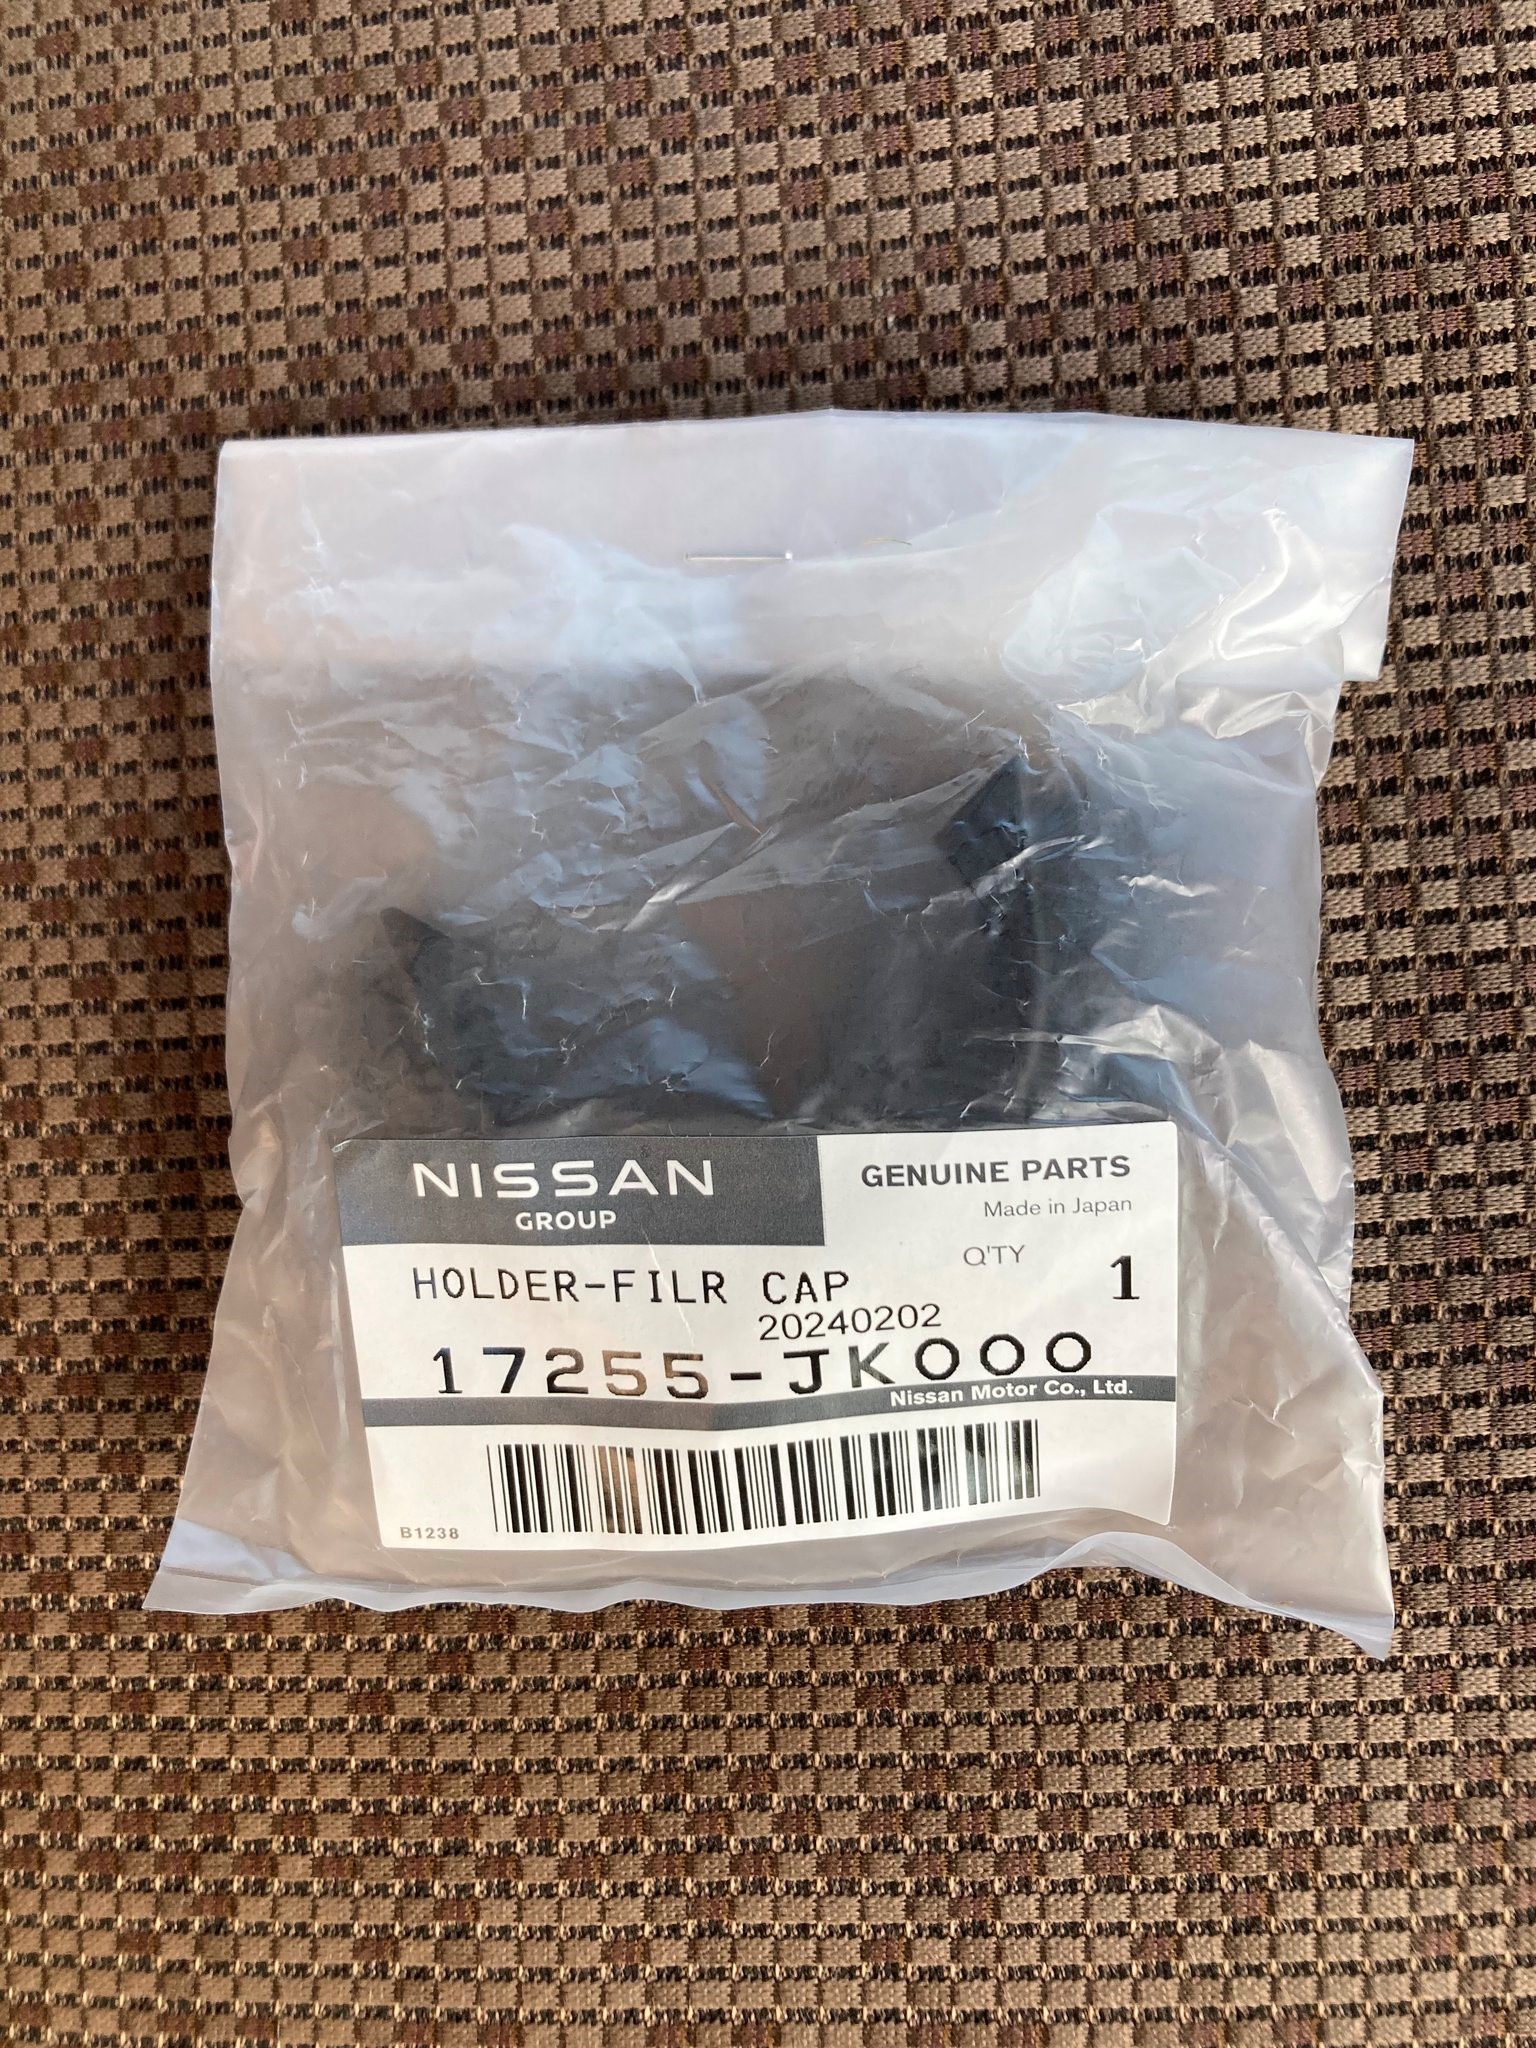 NISSAN
GROUP
GENUINE PARTS
Made in Japan
Q'TY
1
HOLDER-FILR CAP
20240202
17255-JK000
Nissan Motor Co., Ltd.
B1238